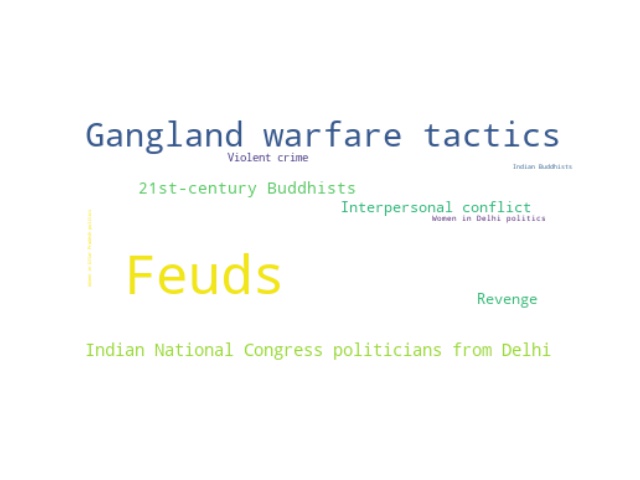 Gangland warfare tactics
Violent crime
Indian Buddhists
21st-century Buddhists
Interpersonal conflict
Women in Delhi politics
Feuds
Revenge
Indian National Congress politicians from Delhi